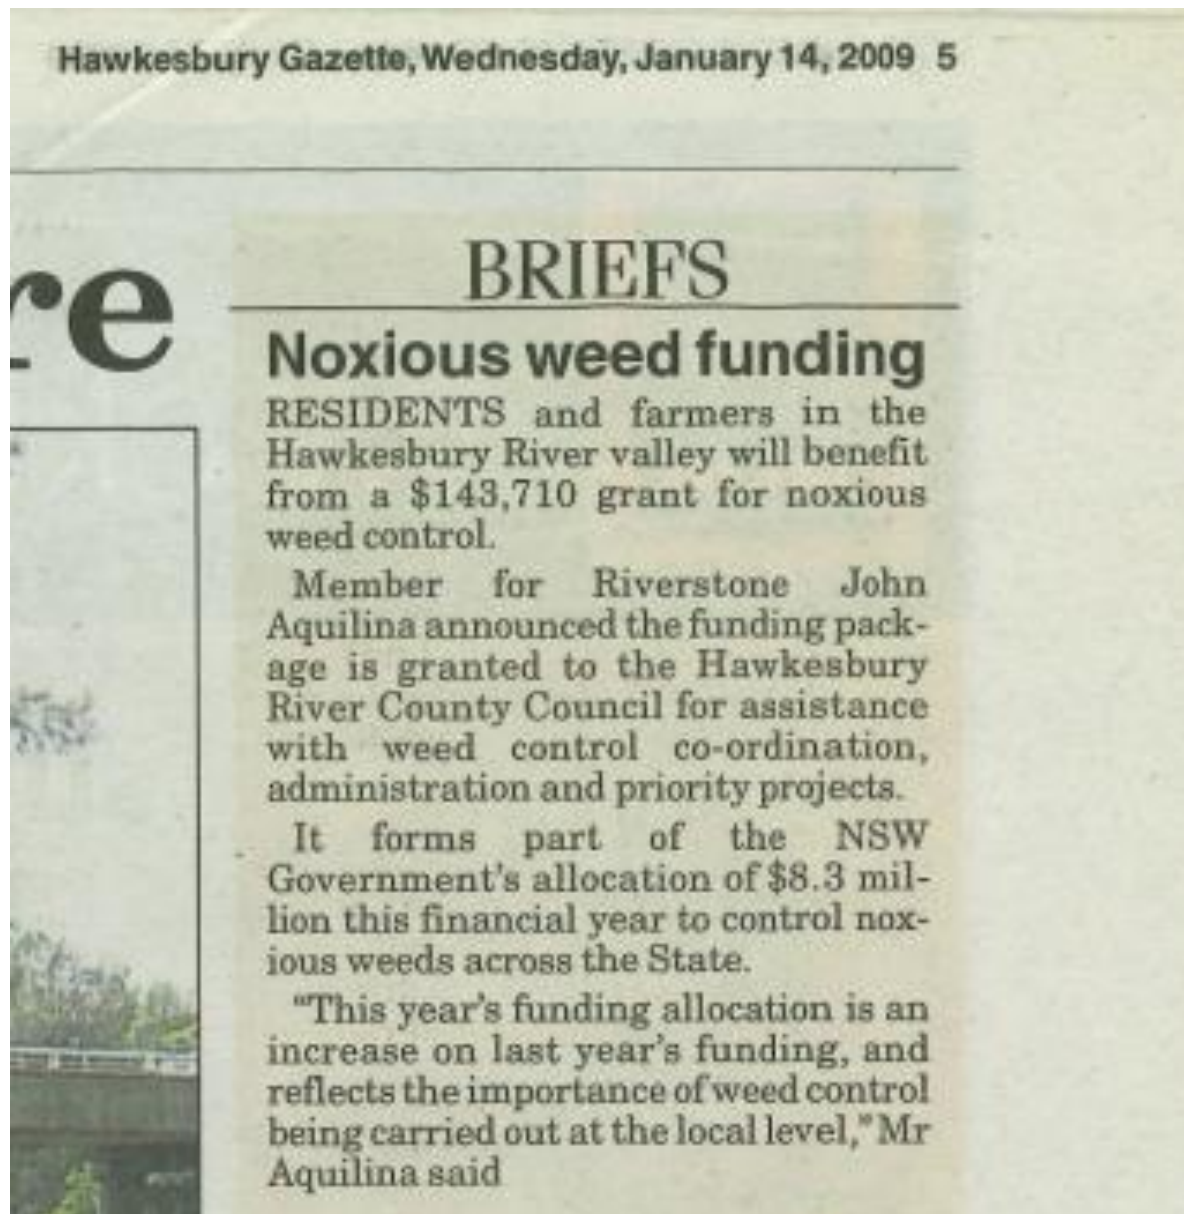 Hawkesbury Gazette, Wednesday, January 14, 2009 5
re
BRIEFS
Noxious weed funding
RESIDENTS and farmers in the
Hawkesbury River valley will benefit
from a $143,710 grant for noxious
weed control.
Member for Riverstone John
Aquilina announced the funding pack-
age is granted to the Hawkesbury
River County Council for assistance
with weed control co-ordination,
administration and priority projects.
It forms part of the NSW
Government's allocation of $8.3 mil-
lion this financial year to control nox-
ious weeds across the State.
"This year's funding allocation is an
increase on last year's funding, and
reflects the importance of weed control
being carried out at the local level," Mr
Aquilina said